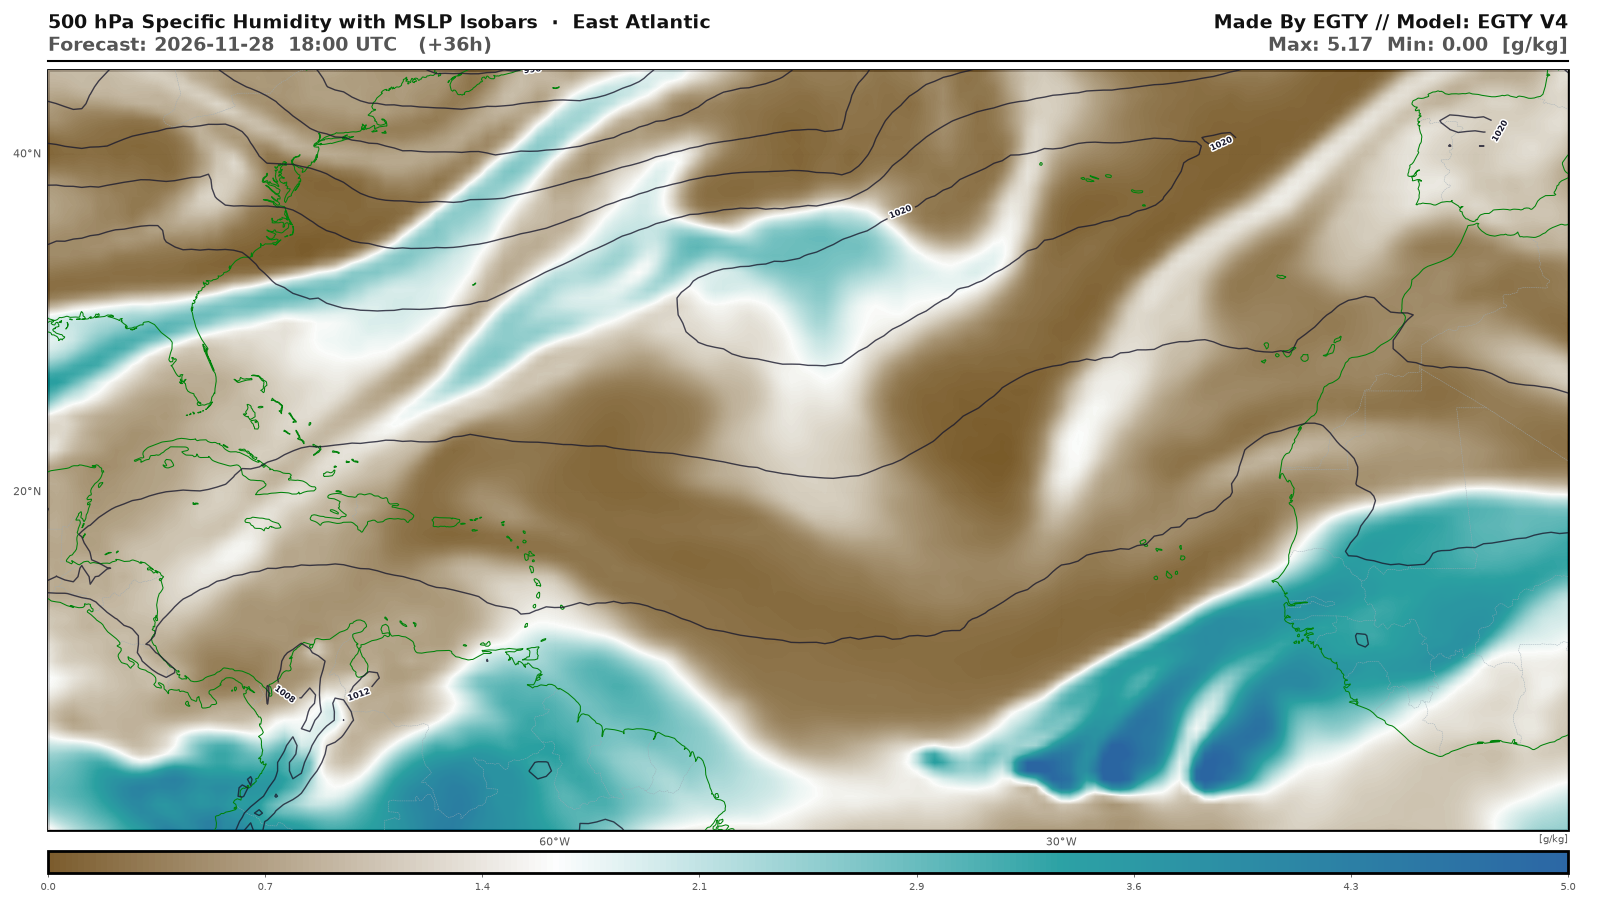 500 hPa Specific Humidity with MSLP Isobars · East Atlantic
Made By EGTY // Model: EGTY V4
Forecast: 2026-11-28 18:00 UTC (+36h)
Max: 5.17 Min: 0.00 [g/kg]
1020
40°N
1020
1020
20°N
1008
1012
60°W
30°W
[g/kg]
0.0 0.7 1.4 2.1 2.9 3.6 4.3 5.0